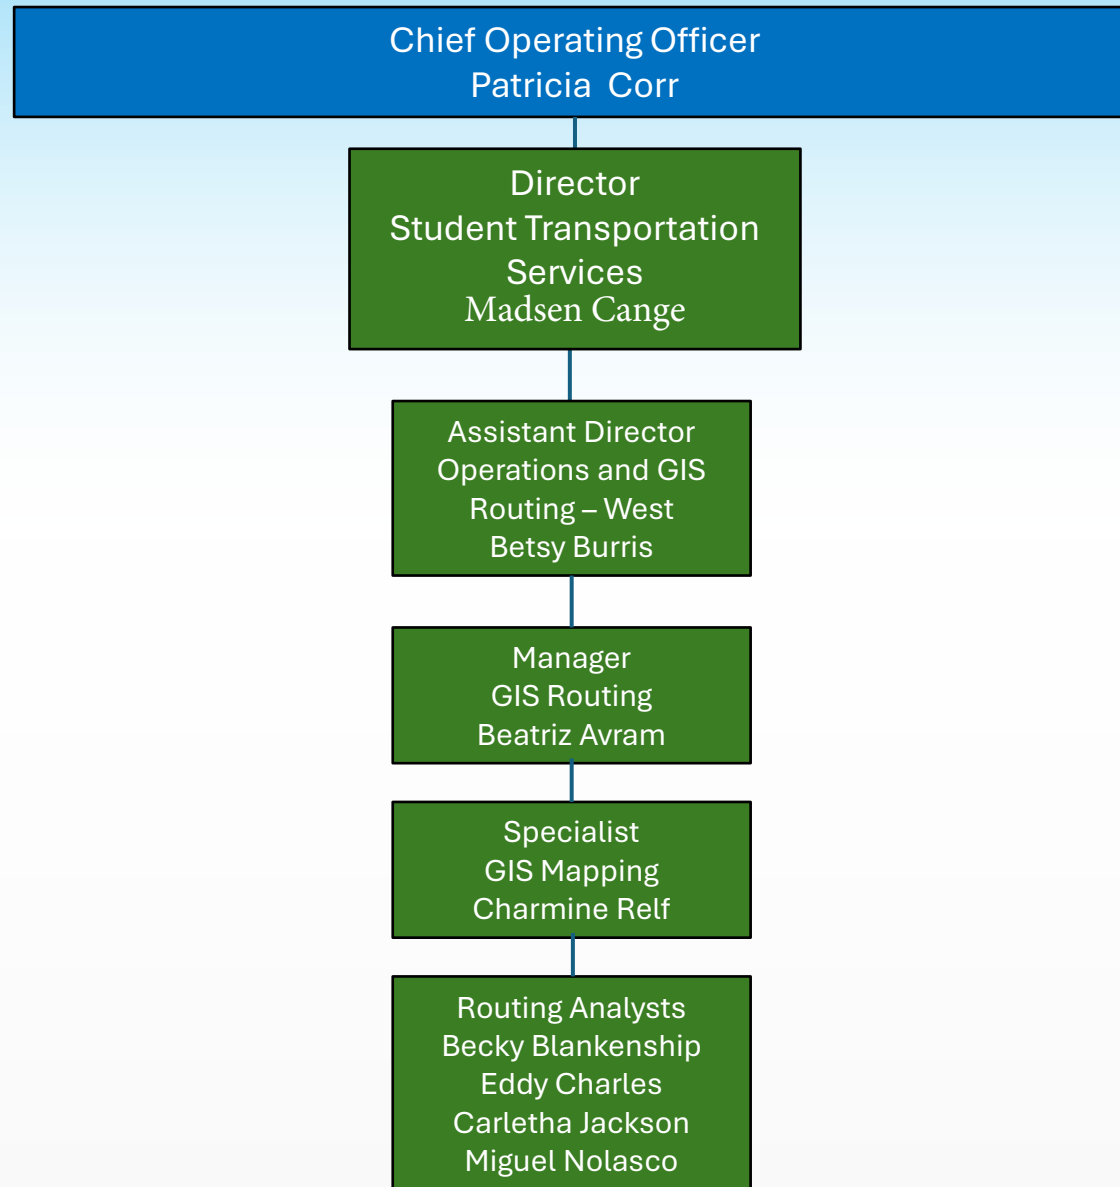 Chief Operating Officer
Patricia  Corr
Director
Student Transportation
Services
Madsen Cange
Assistant Director
Operations and GIS
Routing – West
Betsy Burris
Manager
GIS Routing
Beatriz Avram
Specialist
GIS Mapping
Charmine Relf
Routing Analysts
Becky Blankenship
Eddy Charles
Carletha Jackson
Miguel Nolasco